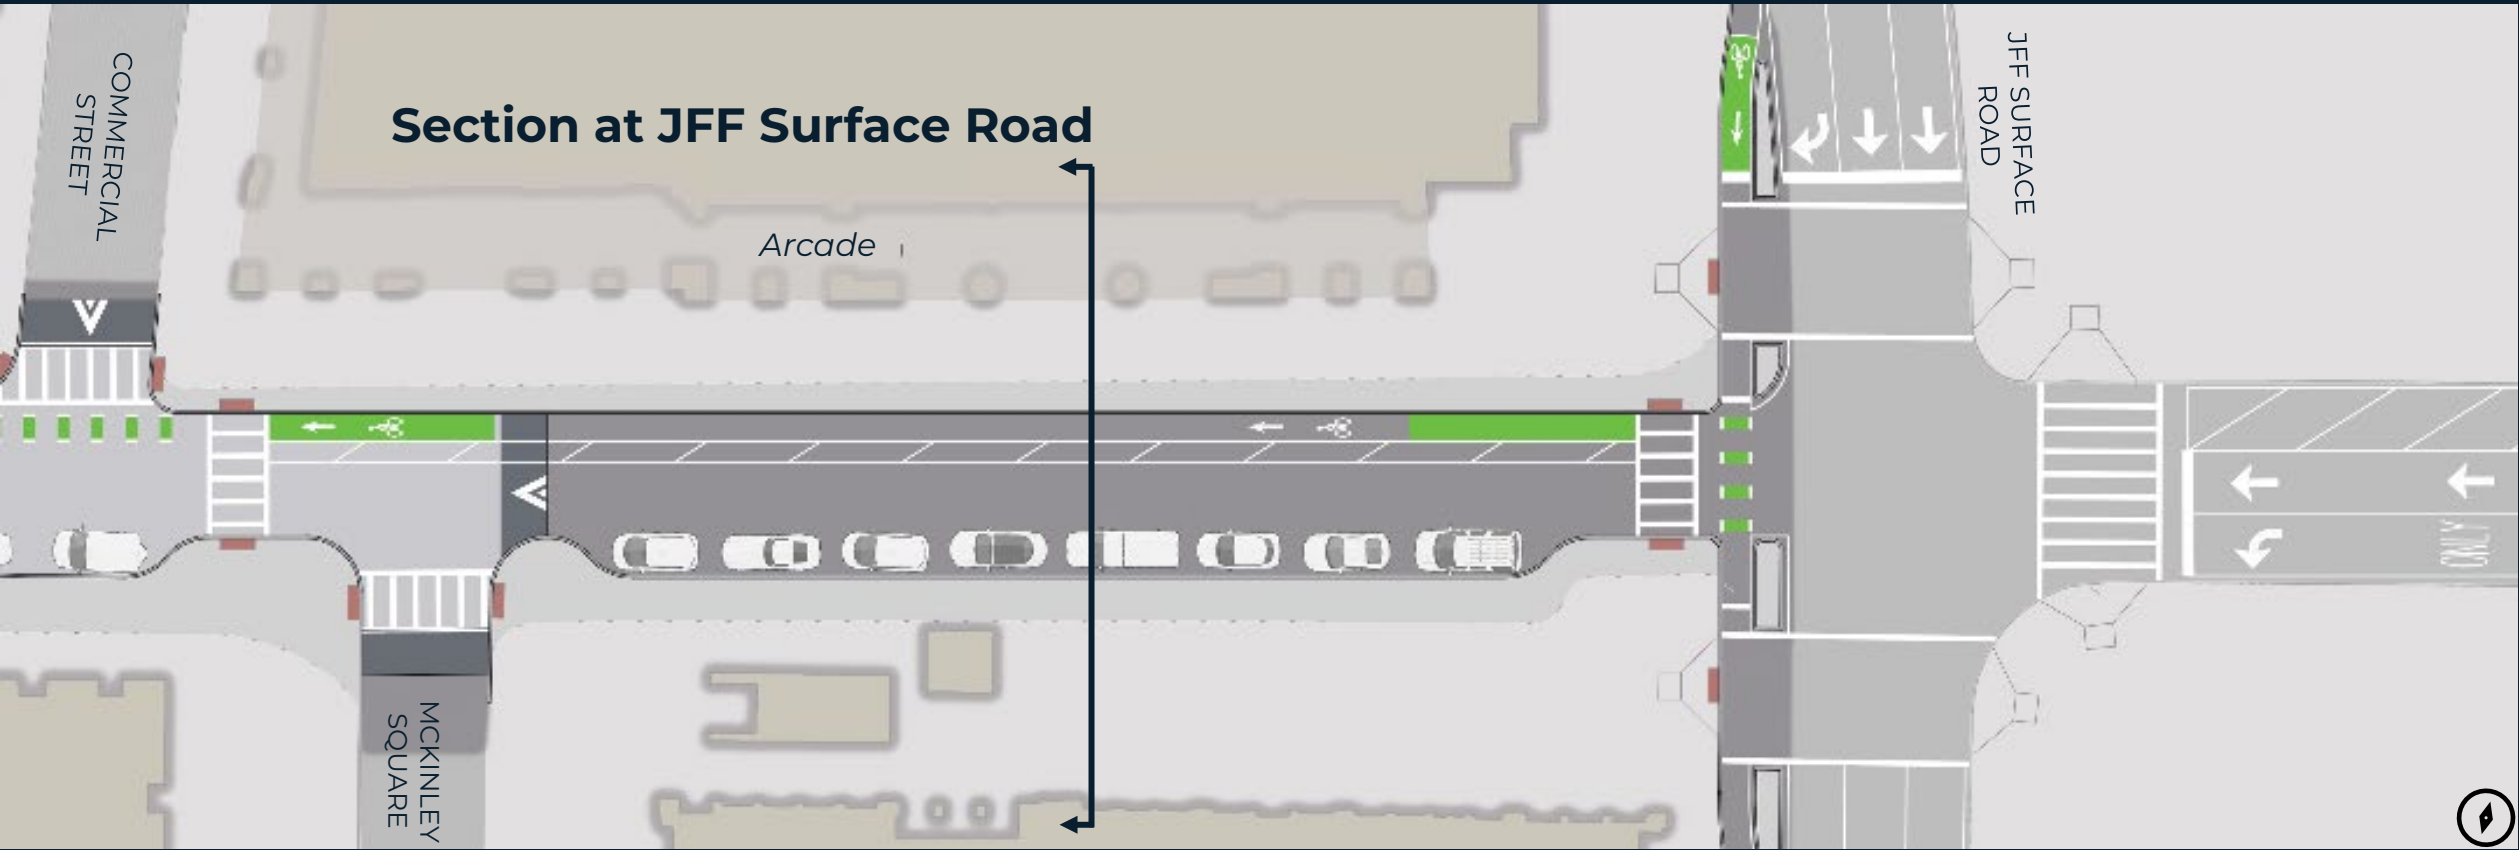 COMMERCIAL
STREET
Section at JFF Surface Road
JFF SURFACE
ROAD
Arcade
ONLY
MCKINLEY
SQUARE